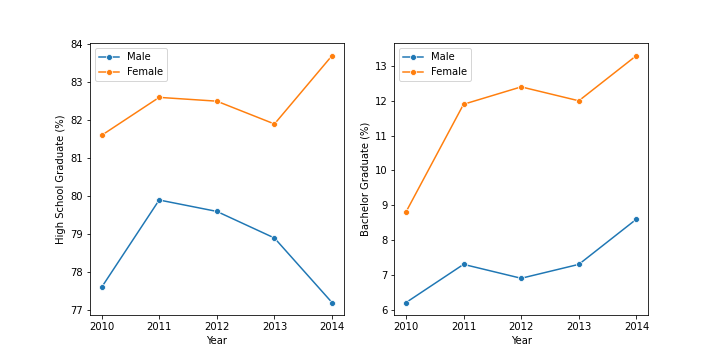 84
83
82
81
80
79
78
77
High School Graduate (%)
Male
Female
2010 2011 2012 2013 2014
Year
13
12
11
10
9
8
7
6
Bachelor Graduate (%)
Male
Female
2010 2011 2012 2013 2014
Year